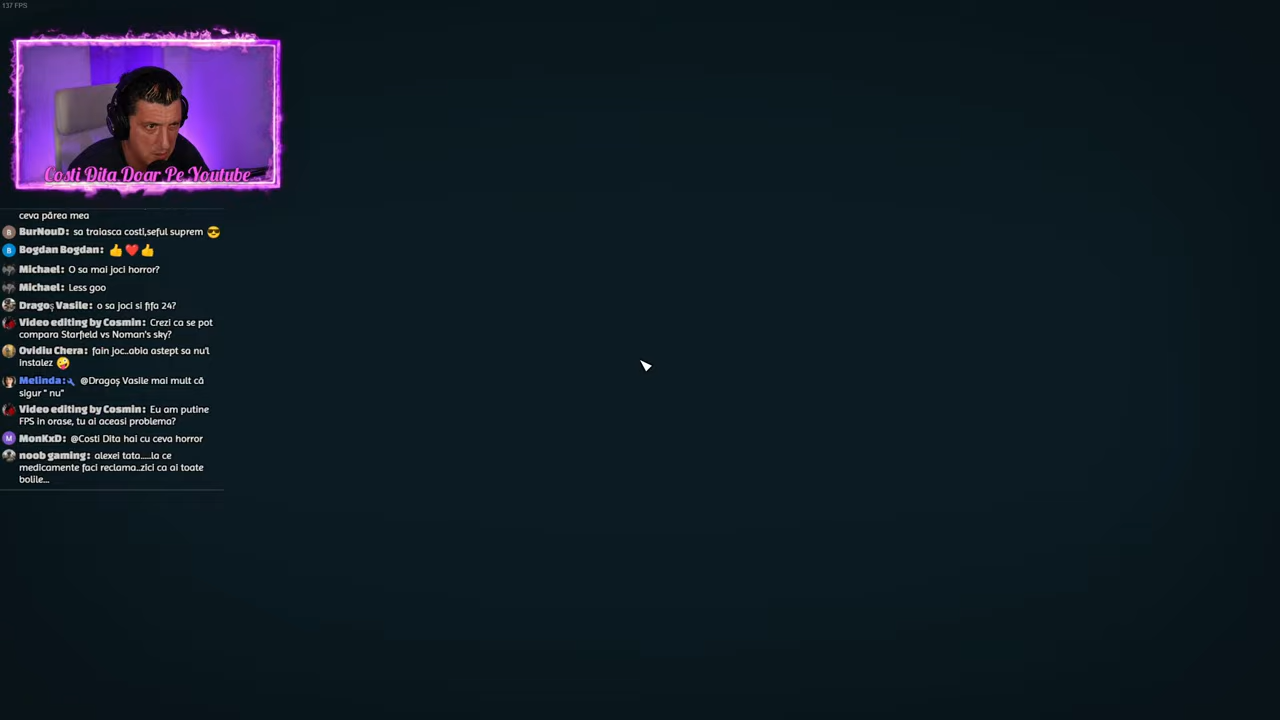 137 FPS
Costi Dita Doar Pe Youtube
ceva părea mea
B BurNouD: sa traiasca costi,seful suprem 😎
B Bogdan Bogdan: 👍❤️👍
Michael: O sa mai joci horror?
Michael: Less goo
Dragoș Vasile: o sa joci si fifa 24?
Video editing by Cosmin: Crezi ca se pot
compara Starfield vs Noman's sky?
Ovidiu Chera: fain joc..abia astept sa nu'l
instalez 🤪
Melinda:🔧 @Dragoș Vasile mai mult că
sigur " nu"
Video editing by Cosmin: Eu am putine
FPS in orase, tu ai aceasi problema?
M MonKxD: @Costi Dita hai cu ceva horror
noob gaming: alexei tata.....la ce
medicamente faci reclama..zici ca ai toate
bolile...